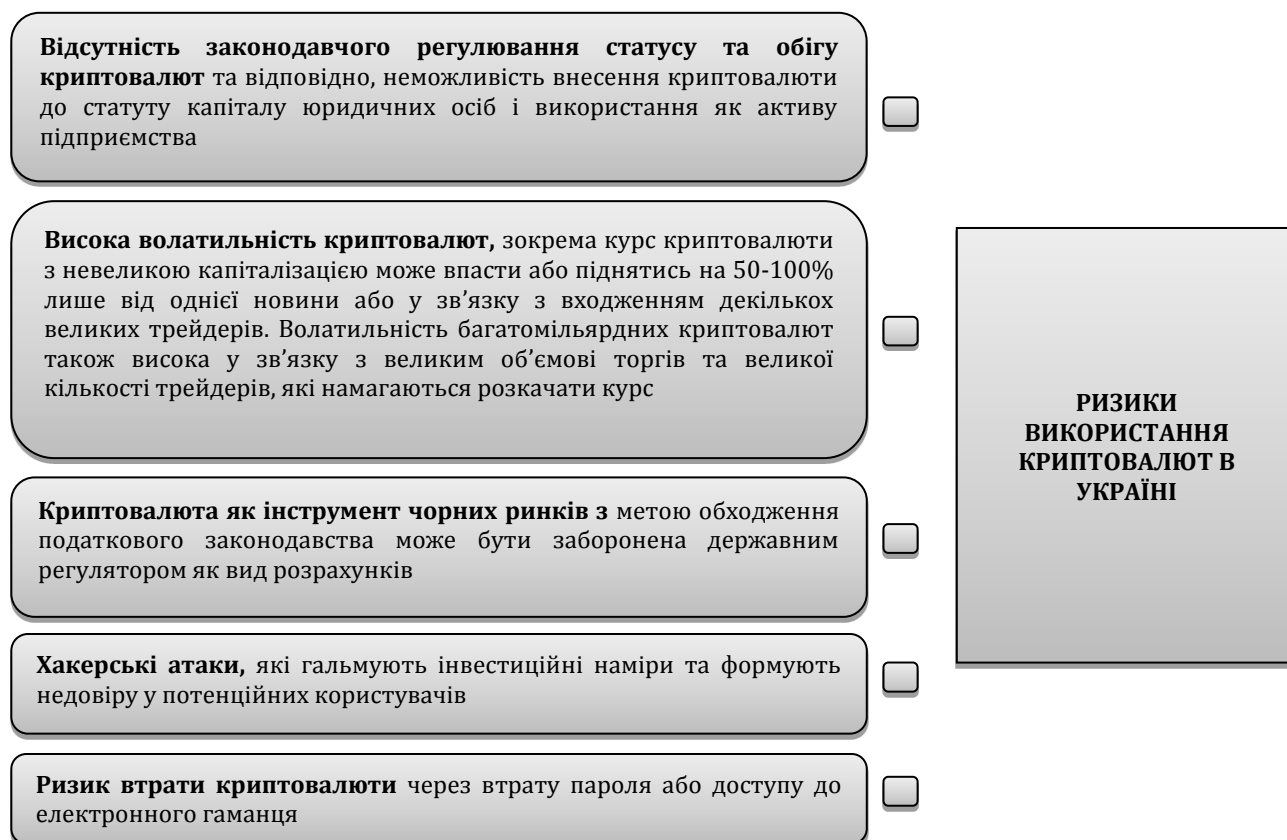 Відсутність законодавчого регулювання статусу та обігу
криптовалют та відповідно, неможливість внесення криптовалюти
до статуту капіталу юридичних осіб і використання як активу
підприємства
Висока волатильність криптовалют, зокрема курс криптовалюти
з невеликою капіталізацією може впасти або піднятись на 50-100%
лише від однієї новини або у зв’язку з входженням декількох
великих трейдерів. Волатильність багатомільярдних криптовалют
також висока у зв’язку з великим об’ємові торгів та великої
кількості трейдерів, які намагаються розкачати курс
Криптовалюта як інструмент чорних ринків з метою обходження
податкового законодавства може бути заборонена державним
регулятором як вид розрахунків
Хакерські атаки, які гальмують інвестиційні наміри та формують
недовіру у потенційних користувачів
Ризик втрати криптовалюти через втрату пароля або доступу до
електронного гаманця
РИЗИКИ
ВИКОРИСТАННЯ
КРИПТОВАЛЮТ В
УКРАЇНІ